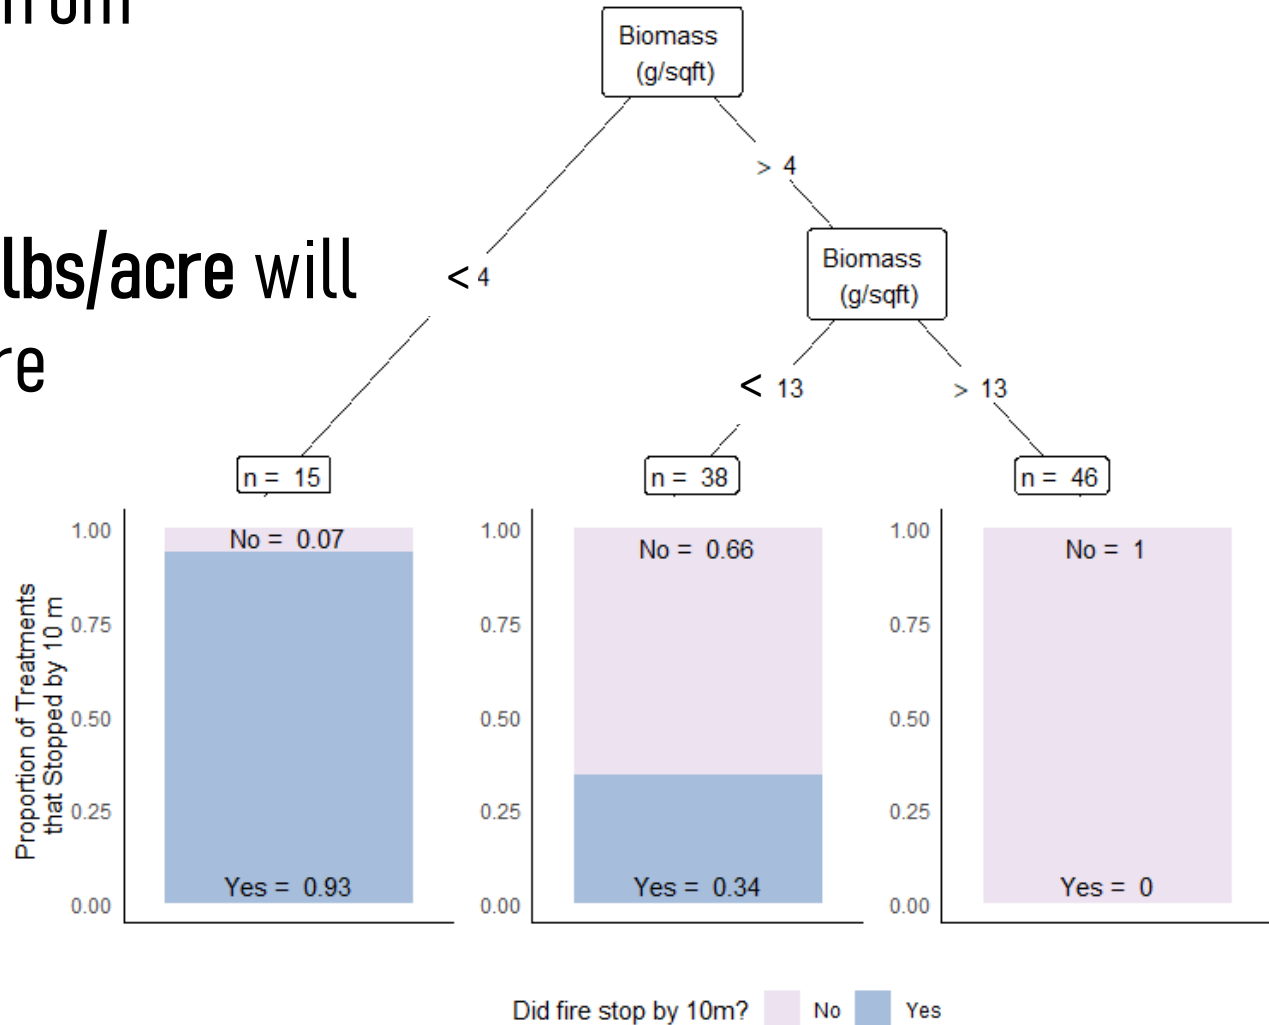 Biomass
(g/sqft)
> 4
lbs/acre will
< 4
Biomass
(g/sqft)
re
< 13
> 13
n = 15
n = 38
n = 46
Proportion of Treatments
that Stopped by 10 m
1.00
0.75
0.50
0.25
0.00
No = 0.07
Yes = 0.93
1.00
0.75
0.50
0.25
0.00
No = 0.66
Yes = 0.34
1.00
0.75
0.50
0.25
0.00
No = 1
Yes = 0
Did fire stop by 10m? No Yes